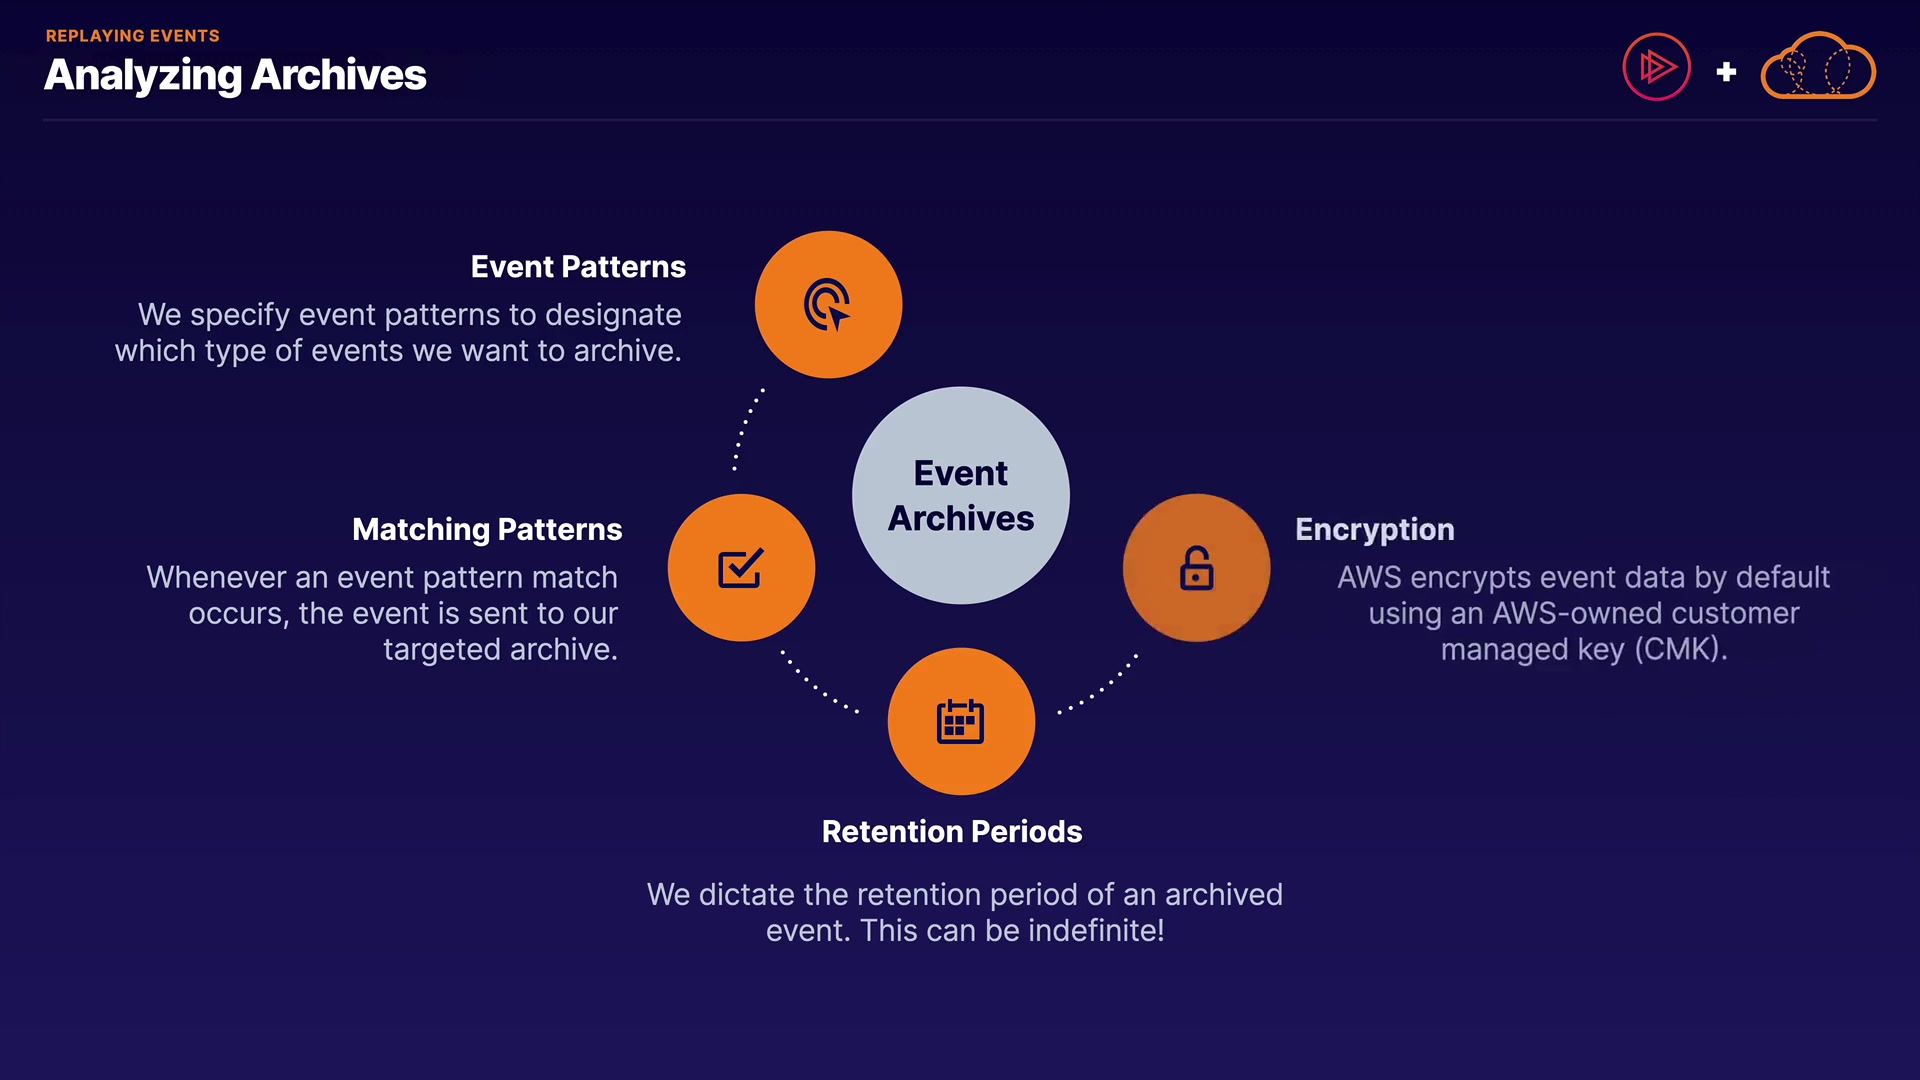 REPLAYING EVENTS
Analyzing Archives
Event Patterns
We specify event patterns to designate
which type of events we want to archive.
Event
Archives
Matching Patterns
Whenever an event pattern match
occurs, the event is sent to our
targeted archive.
Encryption
AWS encrypts event data by default
using an AWS-owned customer
managed key (CMK).
Retention Periods
We dictate the retention period of an archived
event. This can be indefinite!